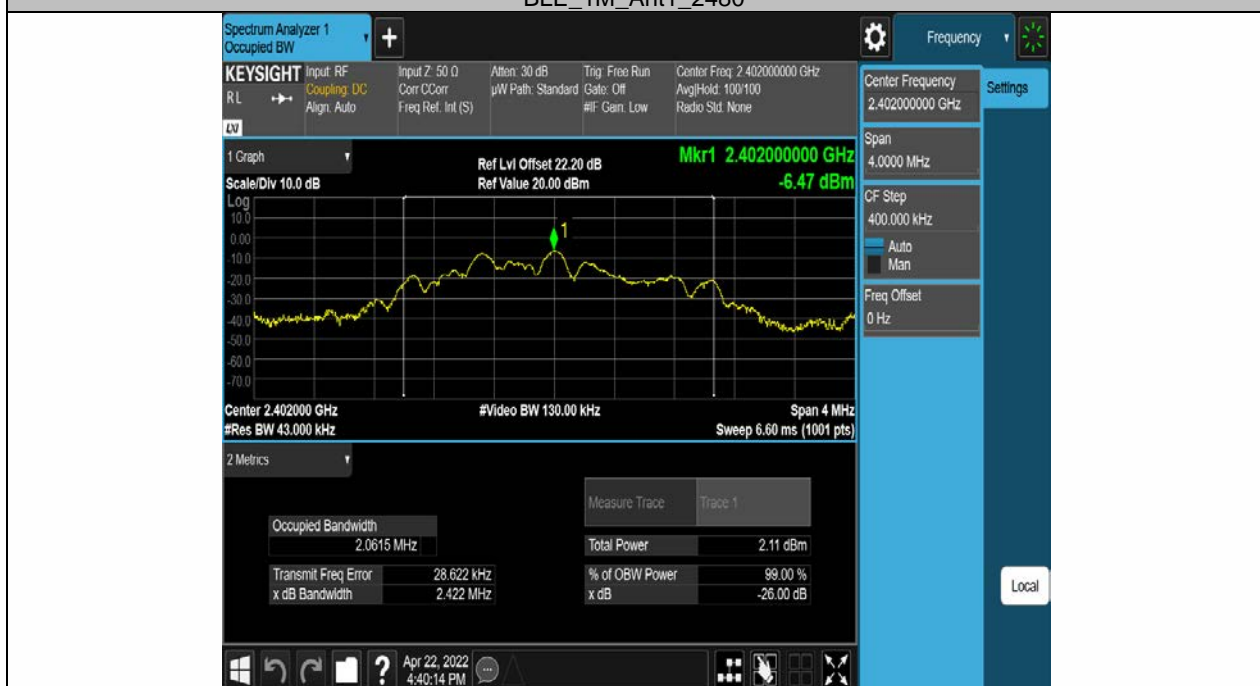 BLE_1M_Ant1_2480
Spectrum Analyzer 1
Occupied BW
+
Frequency
KEYSIGHT
RL
LXI
Input: RF
Coupling: DC
Align: Auto
Input Z: 50 Ω
Corr CCorr
Freq Ref: Int (S)
Atten: 30 dB
µW Path: Standard
Trig: Free Run
Gate: Off
#IF Gain: Low
Center Freq: 2.402000000 GHz
Avg|Hold: 100/100
Radio Std: None
Center Frequency
2.402000000 GHz
Settings
Span
4.0000 MHz
CF Step
400.000 kHz
Auto
Man
Freq Offset
0 Hz
1 Graph
Scale/Div 10.0 dB
Ref Lvl Offset 22.20 dB
Ref Value 20.00 dBm
Mkr1 2.402000000 GHz
-6.47 dBm
Log
10.0
0.00
-10.0
-20.0
-30.0
-40.0
-50.0
-60.0
-70.0
1
Center 2.402000 GHz
#Res BW 43.000 kHz
#Video BW 130.00 kHz
Span 4 MHz
Sweep 6.60 ms (1001 pts)
2 Metrics
Measure Trace Trace 1
Occupied Bandwidth
2.0615 MHz
Total Power 2.11 dBm
Transmit Freq Error 28.622 kHz
% of OBW Power 99.00 %
x dB Bandwidth 2.422 MHz
x dB -26.00 dB
Local
?
Apr 22, 2022
4:40:14 PM